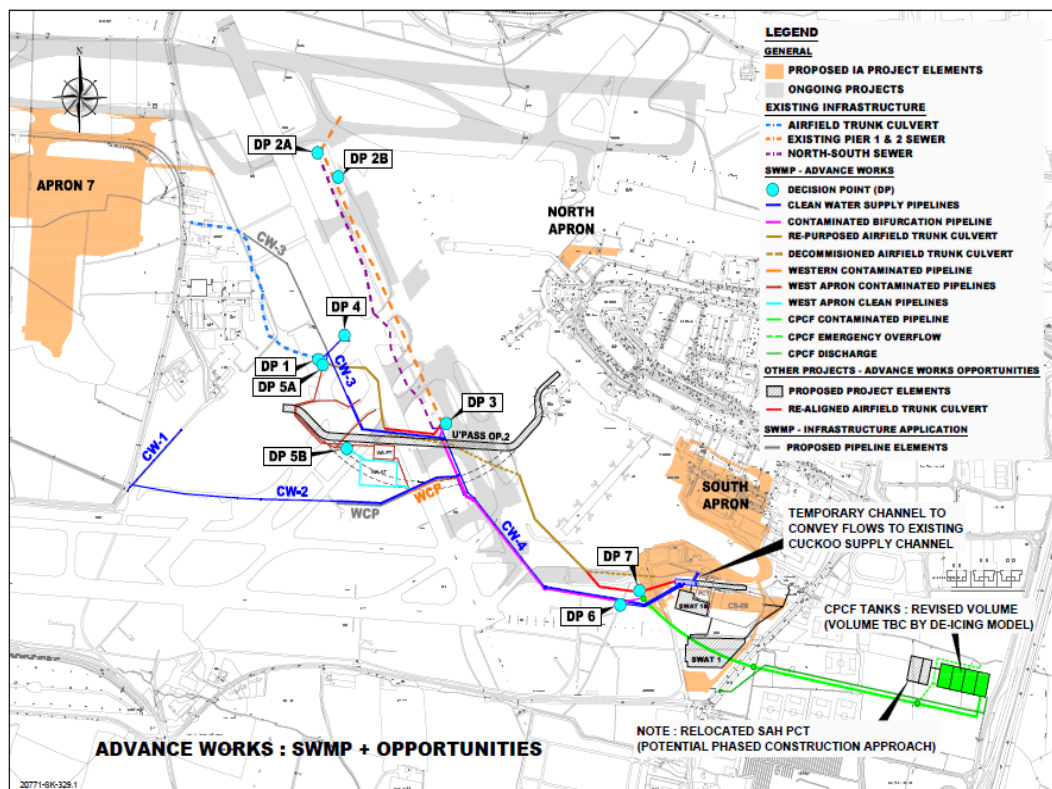 LEGEND
GENERAL
PROPOSED IA PROJECT ELEMENTS
ONGOING PROJECTS
EXISTING INFRASTRUCTURE
AIRFIELD TRUNK CULVERT
EXISTING PIER 1 & 2 SEWER
NORTH-SOUTH SEWER
SWMP - ADVANCE WORKS
DECISION POINT (DP)
CLEAN WATER SUPPLY PIPELINES
CONTAMINATED BIFURCATION PIPELINE
RE-PURPOSED AIRFIELD TRUNK CULVERT
DECOMMISIONED AIRFIELD TRUNK CULVERT
WESTERN CONTAMINATED PIPELINE
WEST APRON CONTAMINATED PIPELINES
WEST APRON CLEAN PIPELINES
CPCF CONTAMINATED PIPELINE
CPCF EMERGENCY OVERFLOW
CPCF DISCHARGE
OTHER PROJECTS - ADVANCE WORKS OPPORTUNITIES
PROPOSED PROJECT ELEMENTS
RE-ALIGNED AIRFIELD TRUNK CULVERT
SWMP - INFRASTRUCTURE APPLICATION
PROPOSED PIPELINE ELEMENTS
N
DP 2A
DP 2B
APRON 7
NORTH
APRON
CW-3
DP 4
DP 1
DP 5A
CW-3
DP 3
U'PASS OP.2
CW-1
DP 5B
CW-2
WCP
WCP
CW-4
SOUTH
APRON
TEMPORARY CHANNEL TO
CONVEY FLOWS TO EXISTING
CUCKOO SUPPLY CHANNEL
DP 7
DP 6
SWAT 1B
SWAT 1
CPCF TANKS : REVISED VOLUME
(VOLUME TBC BY DE-ICING MODEL)
NOTE : RELOCATED SAH PCT
(POTENTIAL PHASED CONSTRUCTION APPROACH)
ADVANCE WORKS : SWMP + OPPORTUNITIES
20771-SK-329.1